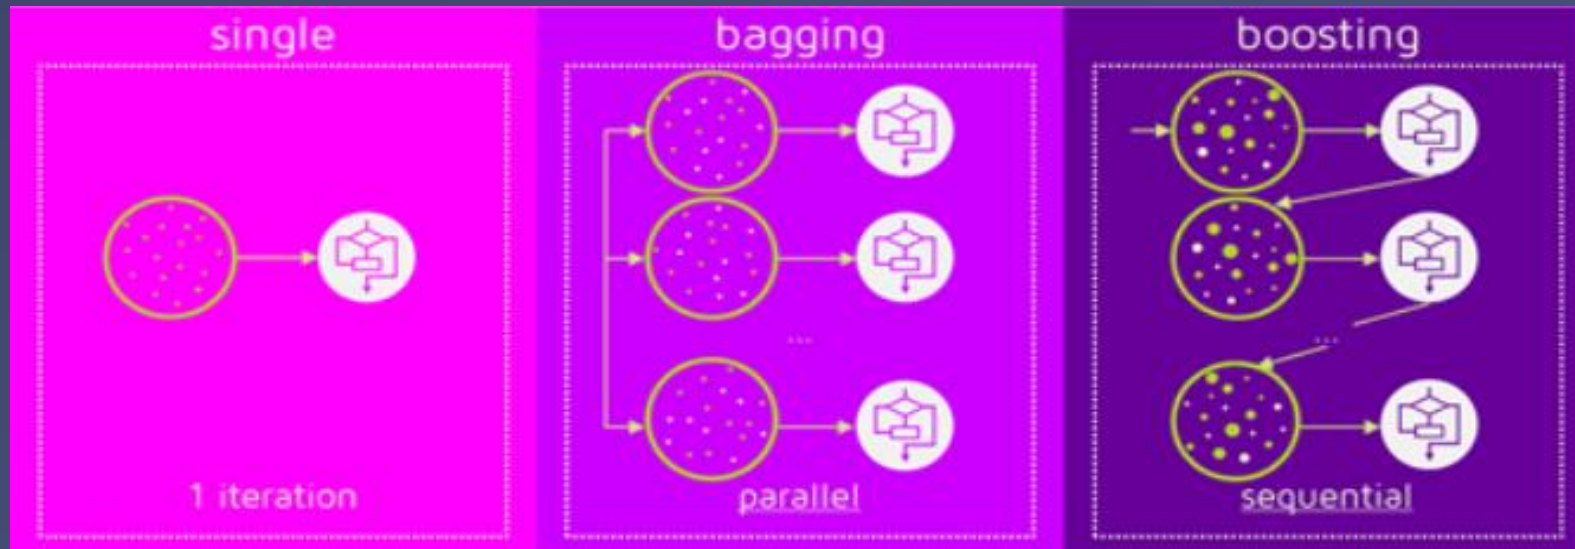 single
1 iteration
bagging
...
parallel
boosting
...
sequential